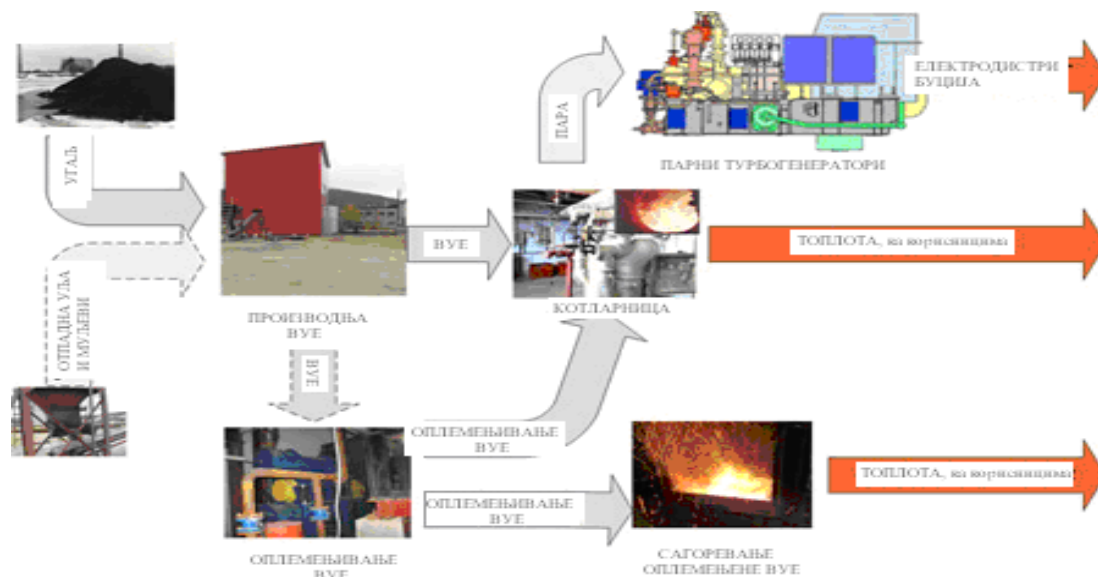 ЕЛЕКТРОДИСТРИ
БУЦИЈА
ПАРА
УГАЉ
ПАРНИ ТУРБОГЕНЕРАТОРИ
ВУЕ
ТОПЛОТА, ка корисницима
КОТЛАРНИЦА
ОТПАДНА УЉА
И МУЉЕВИ
ПРОИЗВОДЊА
ВУЕ
ВУЕ
ОПЛЕМЕЊИВАЊЕ
ВУЕ
ТОПЛОТА, ка корисницима
ОПЛЕМЕЊИВАЊЕ
ВУЕ
ОПЛЕМЕЊИВАЊЕ
ВУЕ
САГОРЕВАЊЕ
ОПЛЕМЕЊЕНЕ ВУЕ